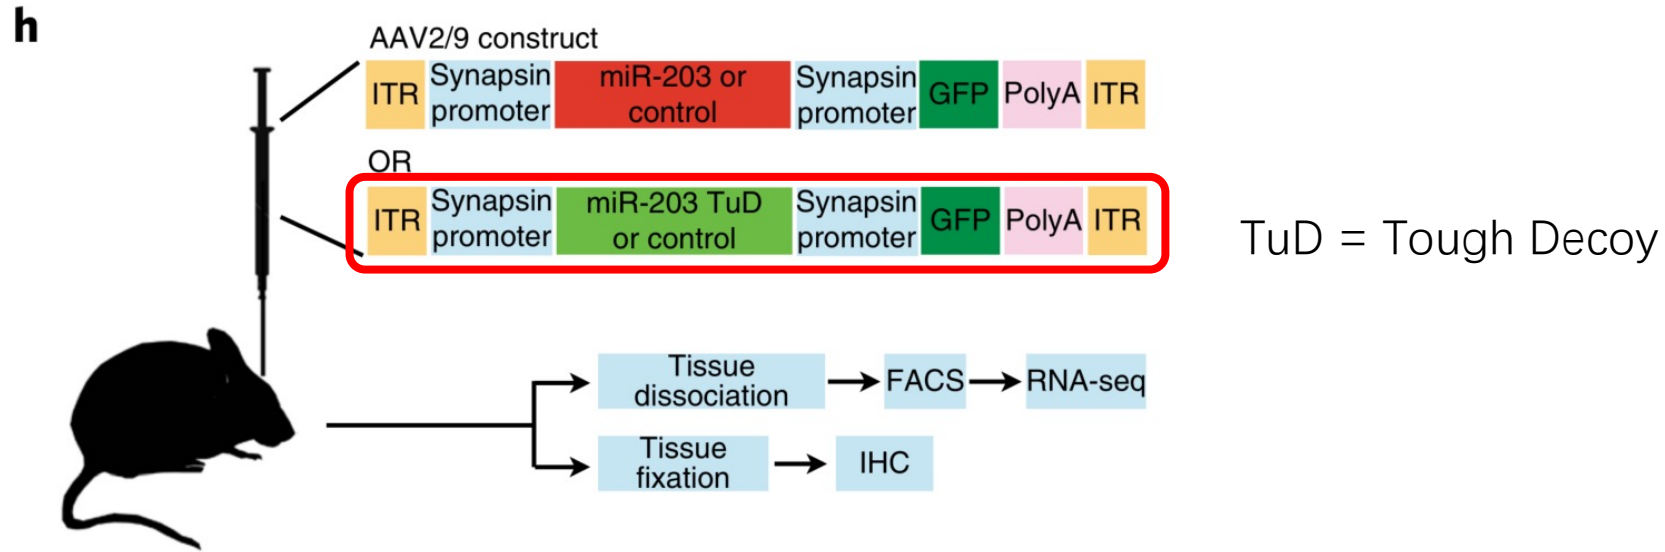 h
AAV2/9 construct
ITR
Synapsin
promoter
miR-203 or
control
Synapsin
promoter
GFP
PolyA
ITR
OR
ITR
Synapsin
promoter
miR-203 TuD
or control
Synapsin
promoter
GFP
PolyA
ITR
TuD = Tough Decoy
Tissue
dissociation
FACS
RNA-seq
Tissue
fixation
IHC